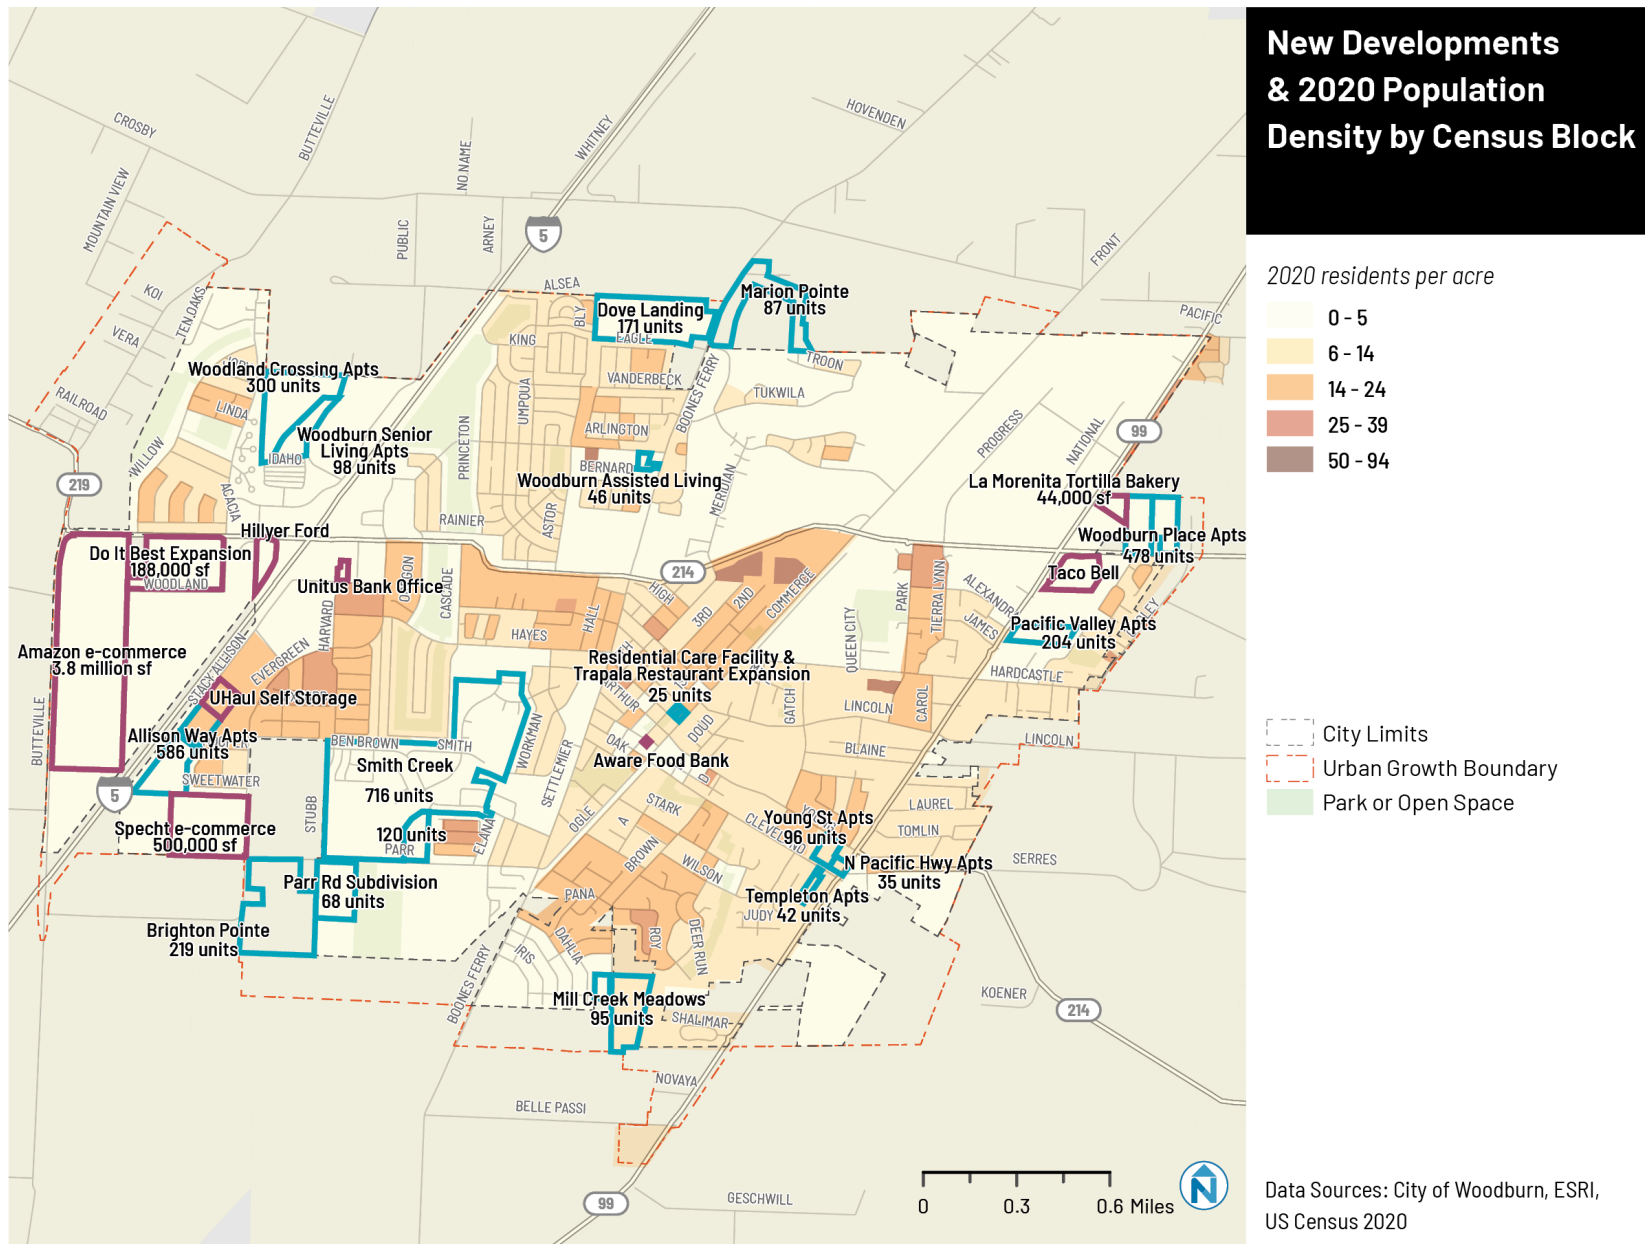 New Developments
& 2020 Population
Density by Census Block
2020 residents per acre
0 - 5
6 - 14
14 - 24
25 - 39
50 - 94
City Limits
Urban Growth Boundary
Park or Open Space
Data Sources: City of Woodburn, ESRI,
US Census 2020
0
0.3
0.6 Miles
N
CROSBY
BUTTEVILLE
MOUNTAIN VIEW
NO NAME
WHITNEY
HOVENDEN
PUBLIC
ARNEY
5
FRONT
KOI
TEN OAKS
VERA
RAILROAD
ALSEA
BLY
Dove Landing
171 units
EAGLE
Marion Pointe
87 units
PACIFIC
KING
TROON
VANDERBECK
TUKWILA
BOONES FERRY
Woodland Crossing Apts
300 units
LINDA
WILLOW
IDAHO
ACACIA
Woodburn Senior
Living Apts
98 units
PRINCETON
UMPQUA
ARLINGTON
BERNARD
Woodburn Assisted Living
46 units
MERIDIAN
PROGRESS
NATIONAL
99
219
RAINIER
ASTOR
La Morenita Tortilla Bakery
44,000 sf
Woodburn Place Apts
478 units
Hillyer Ford
Do It Best Expansion
188,000 sf
WOODLAND
Unitus Bank Office
OREGON
CASCADE
214
HIGH
3RD
2ND
COMMERCE
PARK
TIERRA LYNN
ALEXANDRA
JAMES
Taco Bell
Pacific Valley Apts
204 units
HARDCASTLE
HARVARD
HAYES
HALL
QUEEN CITY
Amazon e-commerce
3.8 million sf
STACY ALLISON
EVERGREEN
Residential Care Facility &
Trapala Restaurant Expansion
25 units
ARTHUR
GATCH
LINCOLN
CAROL
UHaul Self Storage
BUTTEVILLE
Allison Way Apts
586 units
SWEETWATER
BEN BROWN
SMITH
WORKMAN
SETTLEMIER
OAK
DOUD
Aware Food Bank
BLAINE
LINCOLN
Smith Creek
716 units
5
STUBB
120 units
PARR
ELANA
OGLE
A
STARK
CLEVELAND
LAUREL
TOMLIN
Specht e-commerce
500,000 sf
Young St Apts
96 units
BROWN
WILSON
N Pacific Hwy Apts
35 units
SERRES
Parr Rd Subdivision
68 units
PANA
Templeton Apts
42 units
JUDY
Brighton Pointe
219 units
BOONES FERRY
IRIS
DAHLIA
ROY
DEER RUN
Mill Creek Meadows
95 units
SHALIMAR
KOENER
214
NOVAYA
BELLE PASSI
99
GESCHWILL